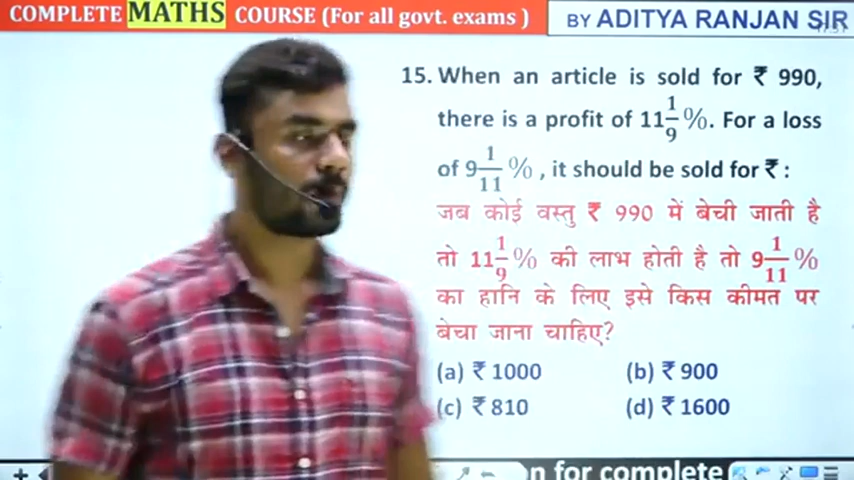 COMPLETE MATHS COURSE (For all govt. exams )
BY ADITYA RANJAN SIR
15. When an article is sold for ₹ 990,
there is a profit of 11 1/9 %. For a loss
of 9 1/11 % , it should be sold for ₹ :
जब कोई वस्तु ₹ 990 में बेची जाती है
तो 11 1/9 % की लाभ होती है तो 9 1/11 %
का हानि के लिए इसे किस कीमत पर
बेचा जाना चाहिए?
(a) ₹ 1000 (b) ₹ 900
(c) ₹ 810 (d) ₹ 1600
n for complete